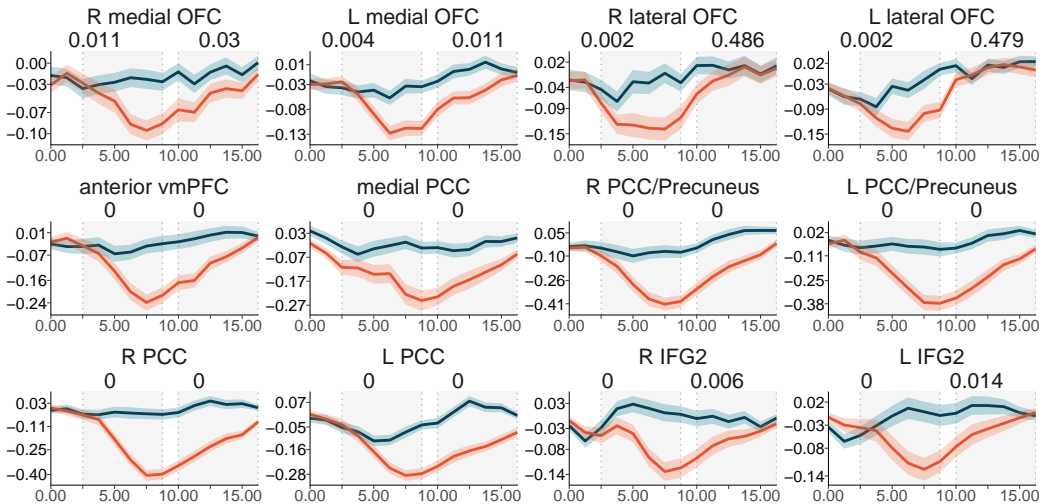 R medial OFC L medial OFC R lateral OFC L lateral OFC
0.011 0.03 0.004 0.011 0.002 0.486 0.002 0.479
0.00 0.01 0.02 0.02
−0.03 −0.03 −0.04 −0.03
−0.07 −0.08 −0.09 −0.09
−0.10 −0.13 −0.15 −0.15
0.00 5.00 10.00 15.00 0.00 5.00 10.00 15.00 0.00 5.00 10.00 15.00 0.00 5.00 10.00 15.00
anterior vmPFC medial PCC R PCC/Precuneus L PCC/Precuneus
0 0 0 0 0 0 0 0
0.01 0.03 0.05 0.02
−0.07 −0.07 −0.10 −0.11
−0.16 −0.17 −0.26 −0.25
−0.24 −0.27 −0.41 −0.38
0.00 5.00 10.00 15.00 0.00 5.00 10.00 15.00 0.00 5.00 10.00 15.00 0.00 5.00 10.00 15.00
R PCC L PCC R IFG2 L IFG2
0 0 0 0 0 0.006 0 0.014
0.03 0.07 0.03 0.02
−0.11 −0.05 −0.03 −0.03
−0.25 −0.16 −0.08 −0.08
−0.40 −0.28 −0.14 −0.14
0.00 5.00 10.00 15.00 0.00 5.00 10.00 15.00 0.00 5.00 10.00 15.00 0.00 5.00 10.00 15.00